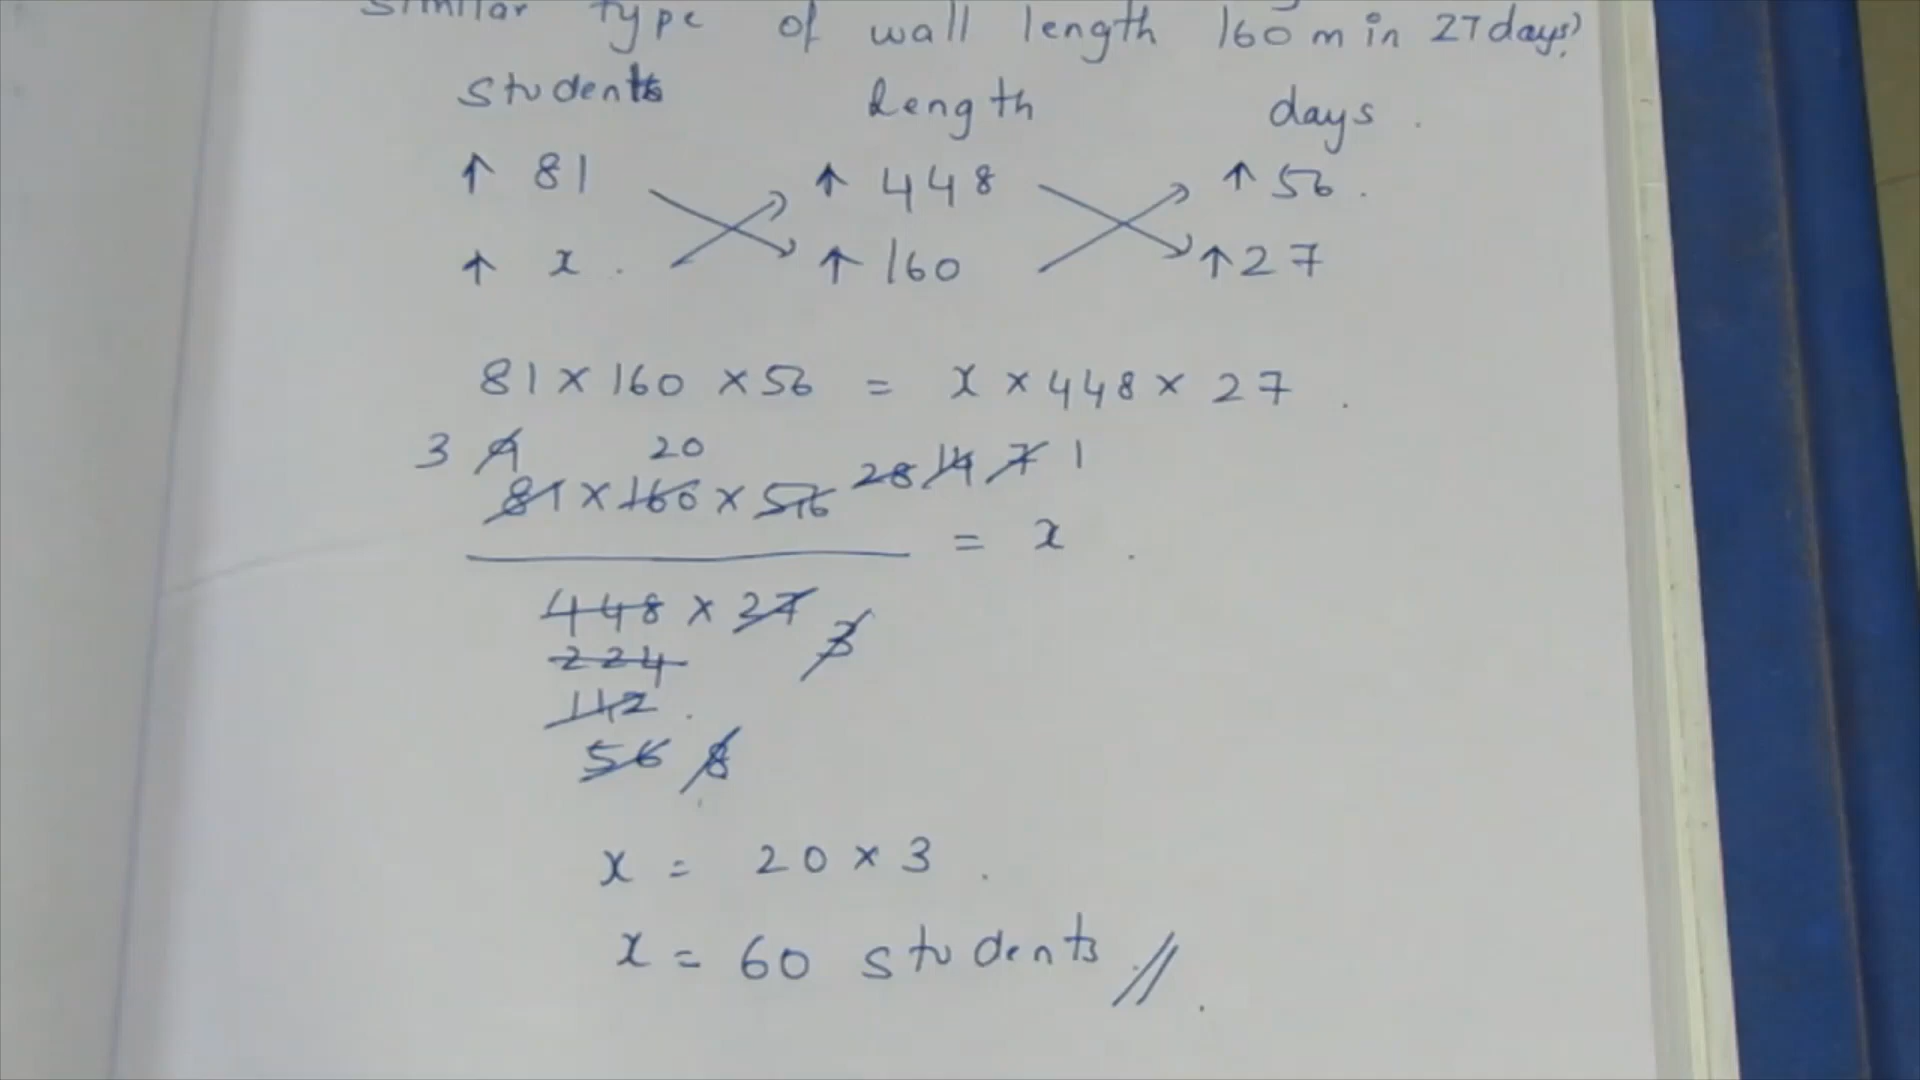 similar type of wall length 160 m in 27 days?
students length days.
↑ 81 ↑ 448 ↑ 56.
↑ x. ↑ 160 ↑ 27
81 × 160 × 56 = x × 448 × 27.
3 9 20 28 14 7 1
81 × 160 × 56 = x.
448 × 27 3
224
112.
56 8
x = 20 × 3.
x = 60 students //.